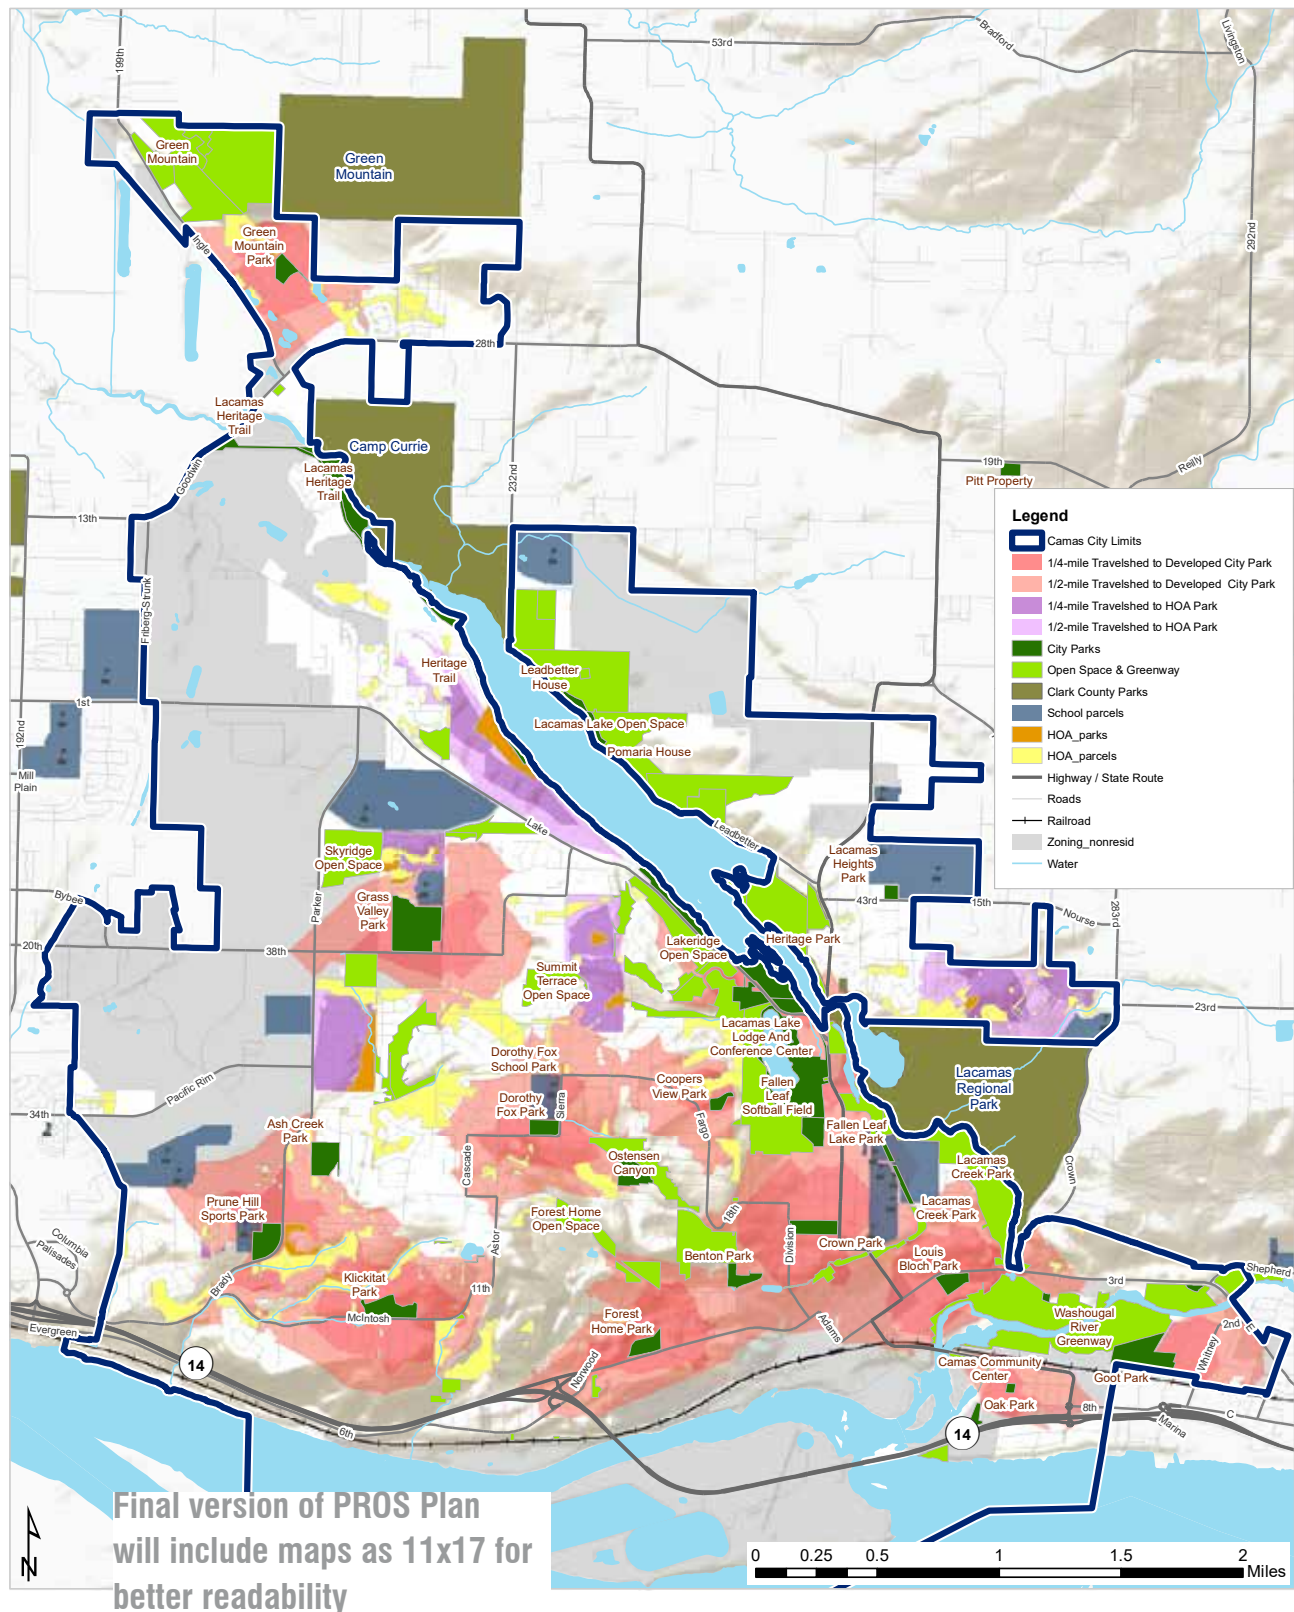 53rd
Bradford
Livingston
199th
Green
Mountain
Green
Mountain
292nd
Green
Mountain
Park
Ingle
28th
Lacamas
Heritage
Trail
Camp Currie
Goodwin
Lacamas
Heritage
Trail
232nd
19th
Reilly
Pitt Property
13th
Legend
Camas City Limits
1/4-mile Travelshed to Developed City Park
1/2-mile Travelshed to Developed City Park
1/4-mile Travelshed to HOA Park
1/2-mile Travelshed to HOA Park
City Parks
Open Space & Greenway
Clark County Parks
School parcels
HOA_parks
HOA_parcels
Highway / State Route
Roads
Railroad
Zoning_nonresid
Water
Friberg-Strunk
Heritage
Trail
Leadbetter
House
1st
192nd
Lacamas Lake Open Space
Pomaria House
Mill
Plain
Lake
Leadbetter
Skyridge
Open Space
Lacamas
Heights
Park
Bybee
Parker
Grass
Valley
Park
43rd
15th
Nourse
283rd
20th
38th
Lakeridge
Open Space
Heritage Park
Summit
Terrace
Open Space
23rd
Lacamas Lake
Lodge And
Conference Center
Dorothy Fox
School Park
Pacific Rim
Coopers
View Park
Fallen
Leaf
Softball Field
Lacamas
Regional
Park
34th
Dorothy
Fox Park
Sierra
Ash Creek
Park
Fargo
Fallen Leaf
Lake Park
Cascade
Ostensen
Canyon
Lacamas
Creek Park
Crown
Prune Hill
Sports Park
Forest Home
Open Space
18th
Lacamas
Creek Park
Columbia
Palisades
Astor
Division
Crown Park
Benton Park
Louis
Bloch Park
Shepherd
Brady
Klickitat
Park
11th
3rd
McIntosh
Forest
Home Park
Adams
Washougal
River
Greenway
2nd
E
Evergreen
Whitney
14
Norwood
Camas Community
Center
Goot Park
Oak Park
8th
C
Marina
6th
14
Final version of PROS Plan
will include maps as 11x17 for
better readability
N
0 0.25 0.5 1 1.5 2
Miles